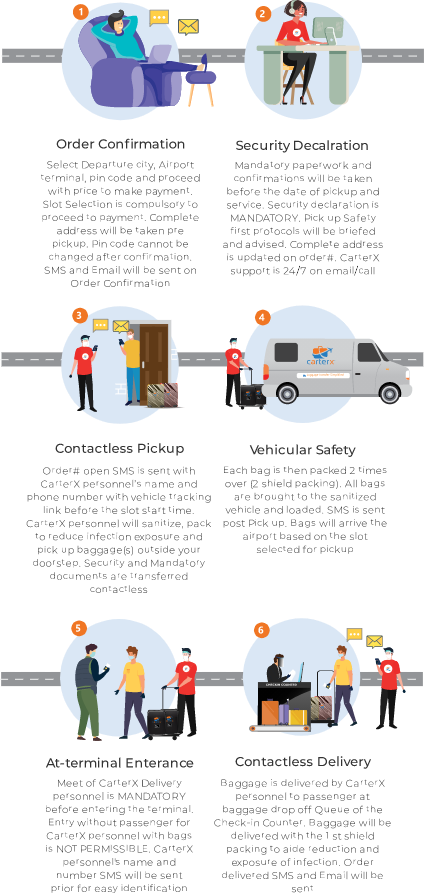 1
Order Confirmation
Select Departure city, Airport
terminal, pin code and proceed
with price to make payment.
Slot Selection is compulsory to
proceed to payment. Complete
address will be taken pre
pickup. Pin code cannot be
changed after confirmation.
SMS and Email will be sent on
Order Confirmation
2
Security Decalration
Mandatory paperwork and
confirmations will be taken
before the date of pickup and
service. Security declaration is
MANDATORY. Pick up Safety
first protocols will be briefed
and advised. Complete address
is updated on order#. CarterX
support is 24/7 on email/call
3
Contactless Pickup
Order# open SMS is sent with
CarterX personnel's name and
phone number with vehicle tracking
link before the slot start time.
CarterX personnel will sanitize, pack
to reduce infection exposure and
pick up baggage(s) outside your
doorstep. Security and Mandatory
documents are transferred
contactless
4
carterx
Vehicular Safety
Each bag is then packed 2 times
over (2 shield packing). All bags
are brought to the sanitized
vehicle and loaded. SMS is sent
post Pick up. Bags will arrive the
airport based on the slot
selected for pickup
5
At-terminal Enterance
Meet of CarterX Delivery
personnel is MANDATORY
before entering the terminal.
Entry without passenger for
CarterX personnel with bags
is NOT PERMISSIBLE. CarterX
personnel's name and
number SMS will be sent
prior for easy identification
6
CHECK-IN COUNTER
Contactless Delivery
Baggage is delivered by CarterX
personnel to passenger at
baggage drop off Queue of the
Check-in Counter. Baggage will be
delivered with the 1 st shield
packing to aide reduction and
exposure of infection. Order
delivered SMS and Email will be
sent